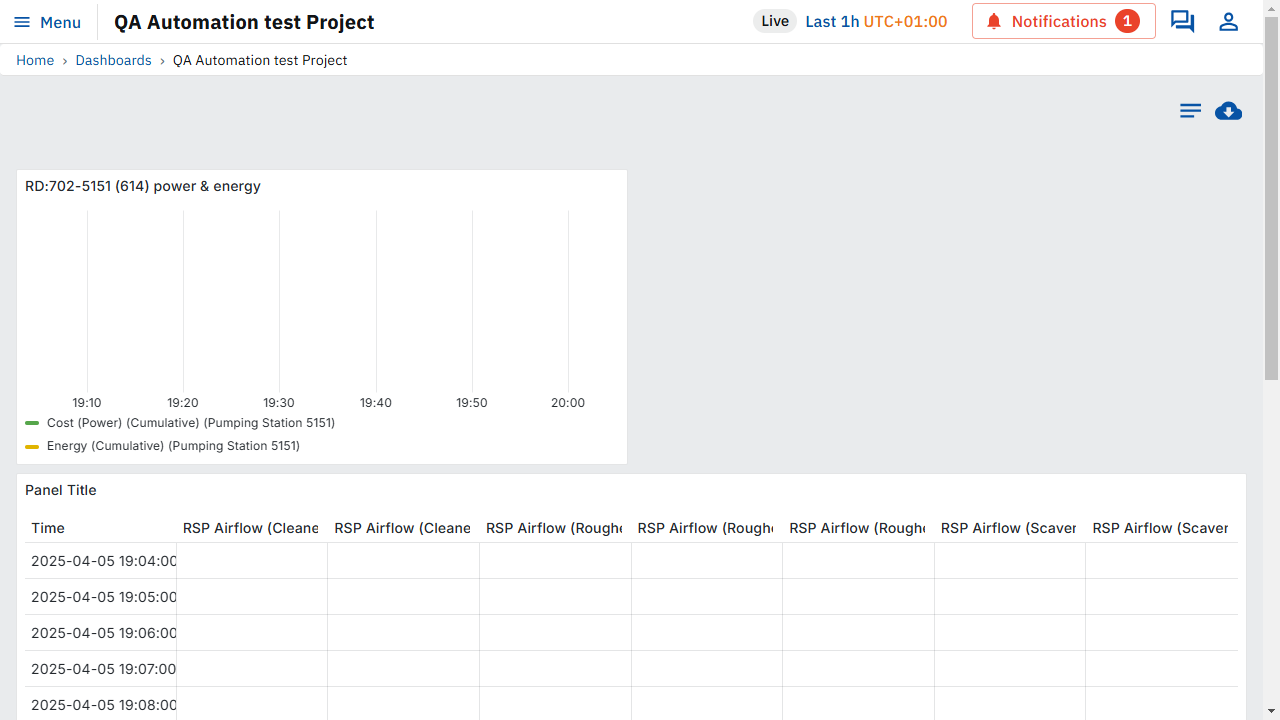 Menu
QA Automation test Project
Live
Last 1h UTC+01:00
Notifications 1
Home › Dashboards › QA Automation test Project
RD:702-5151 (614) power & energy
19:10 19:20 19:30 19:40 19:50 20:00
Cost (Power) (Cumulative) (Pumping Station 5151)
Energy (Cumulative) (Pumping Station 5151)
Panel Title
Time RSP Airflow (Cleane RSP Airflow (Cleane RSP Airflow (Roughe RSP Airflow (Roughe RSP Airflow (Roughe RSP Airflow (Scaven RSP Airflow (Scaven
2025-04-05 19:04:00
2025-04-05 19:05:00
2025-04-05 19:06:00
2025-04-05 19:07:00
2025-04-05 19:08:00